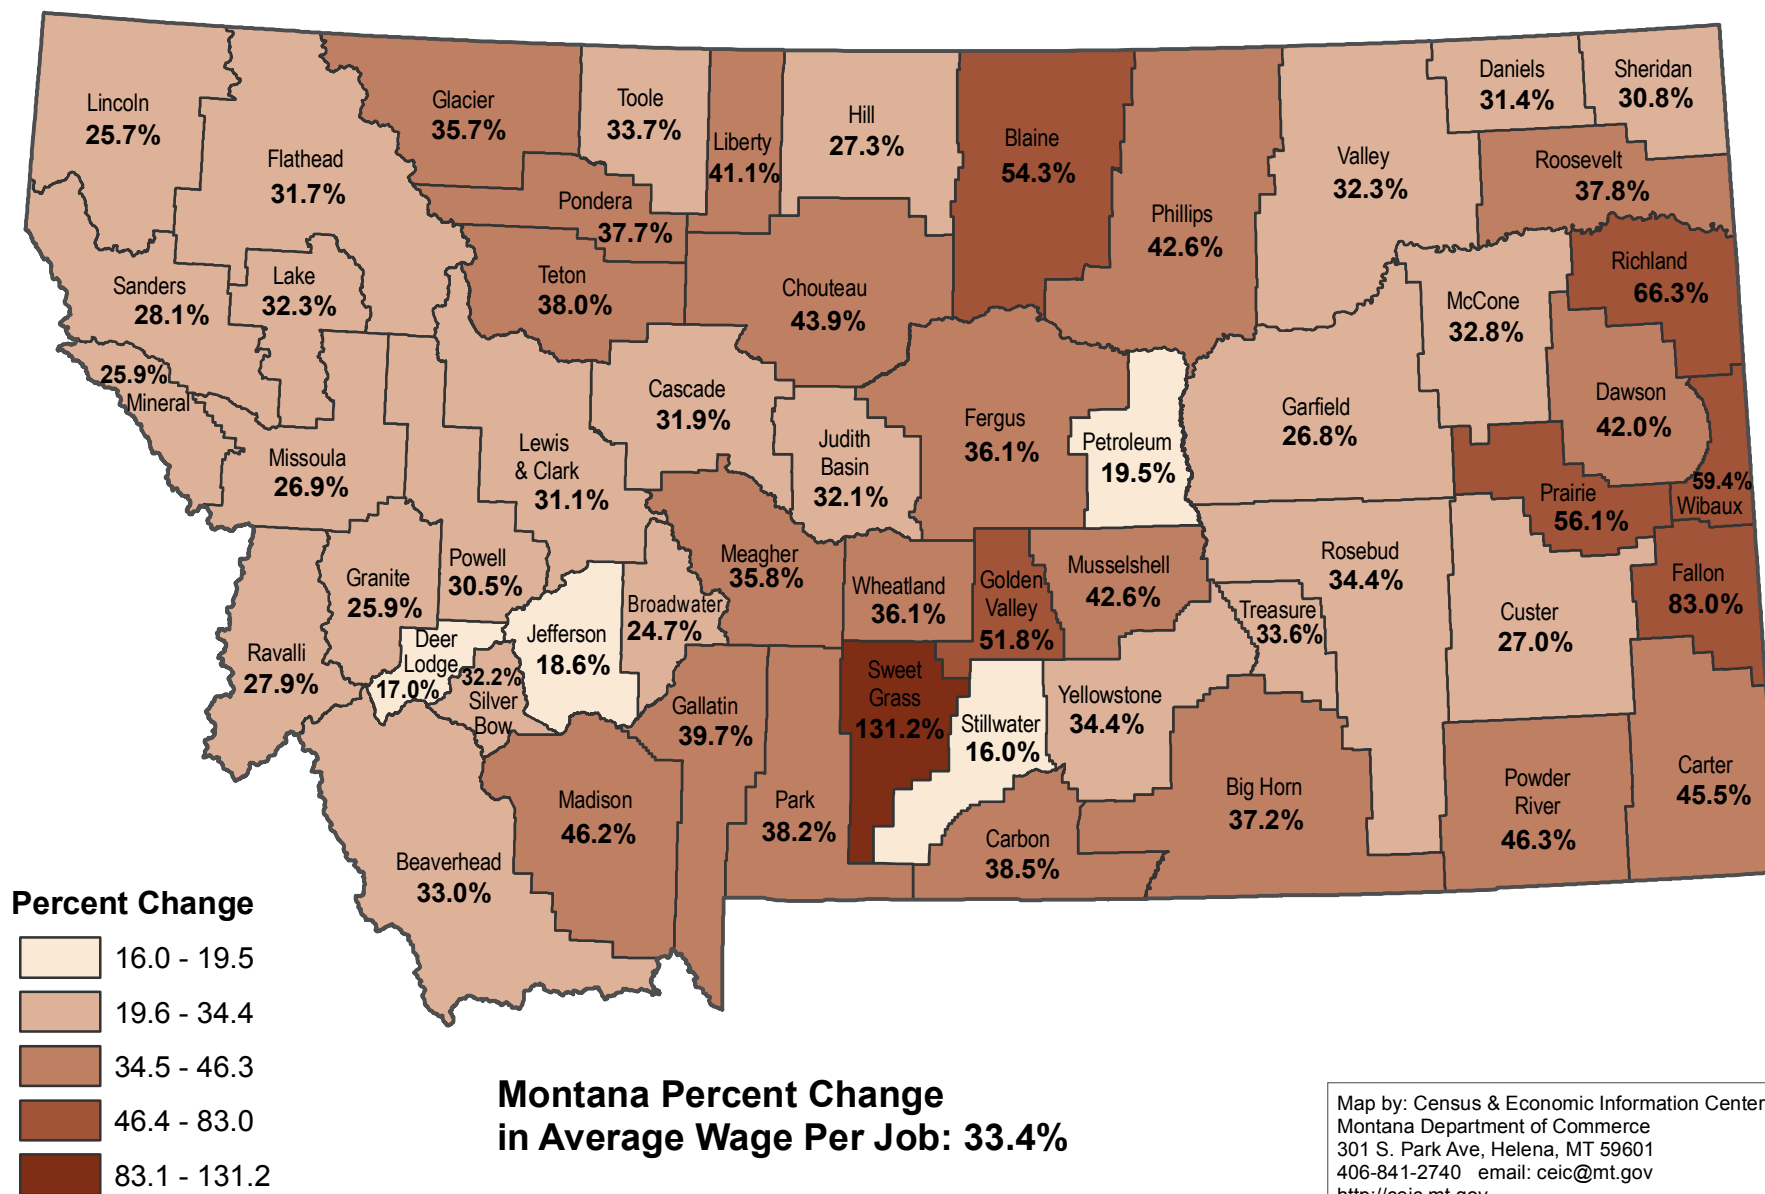 Lincoln
25.7%
Flathead
31.7%
Glacier
35.7%
Toole
33.7%
Liberty
41.1%
Hill
27.3%
Blaine
54.3%
Phillips
42.6%
Valley
32.3%
Daniels
31.4%
Sheridan
30.8%
Roosevelt
37.8%
Pondera
37.7%
Teton
38.0%
Chouteau
43.9%
Richland
66.3%
McCone
32.8%
Sanders
28.1%
Lake
32.3%
25.9%
Mineral
Missoula
26.9%
Lewis
& Clark
31.1%
Cascade
31.9%
Judith
Basin
32.1%
Fergus
36.1%
Petroleum
19.5%
Garfield
26.8%
Dawson
42.0%
Prairie
56.1%
59.4%
Wibaux
Powell
30.5%
Granite
25.9%
Ravalli
27.9%
Deer
Lodge
17.0%
32.2%
Silver
Bow
Jefferson
18.6%
Broadwater
24.7%
Meagher
35.8%
Wheatland
36.1%
Golden
Valley
51.8%
Musselshell
42.6%
Rosebud
34.4%
Treasure
33.6%
Custer
27.0%
Fallon
83.0%
Gallatin
39.7%
Sweet
Grass
131.2%
Stillwater
16.0%
Yellowstone
34.4%
Madison
46.2%
Park
38.2%
Carbon
38.5%
Big Horn
37.2%
Powder
River
46.3%
Carter
45.5%
Beaverhead
33.0%
Percent Change
16.0 - 19.5
19.6 - 34.4
34.5 - 46.3
46.4 - 83.0
83.1 - 131.2
Montana Percent Change
in Average Wage Per Job: 33.4%
Map by: Census & Economic Information Center
Montana Department of Commerce
301 S. Park Ave, Helena, MT 59601
406-841-2740 email: ceic@mt.gov
http://ceic.mt.gov